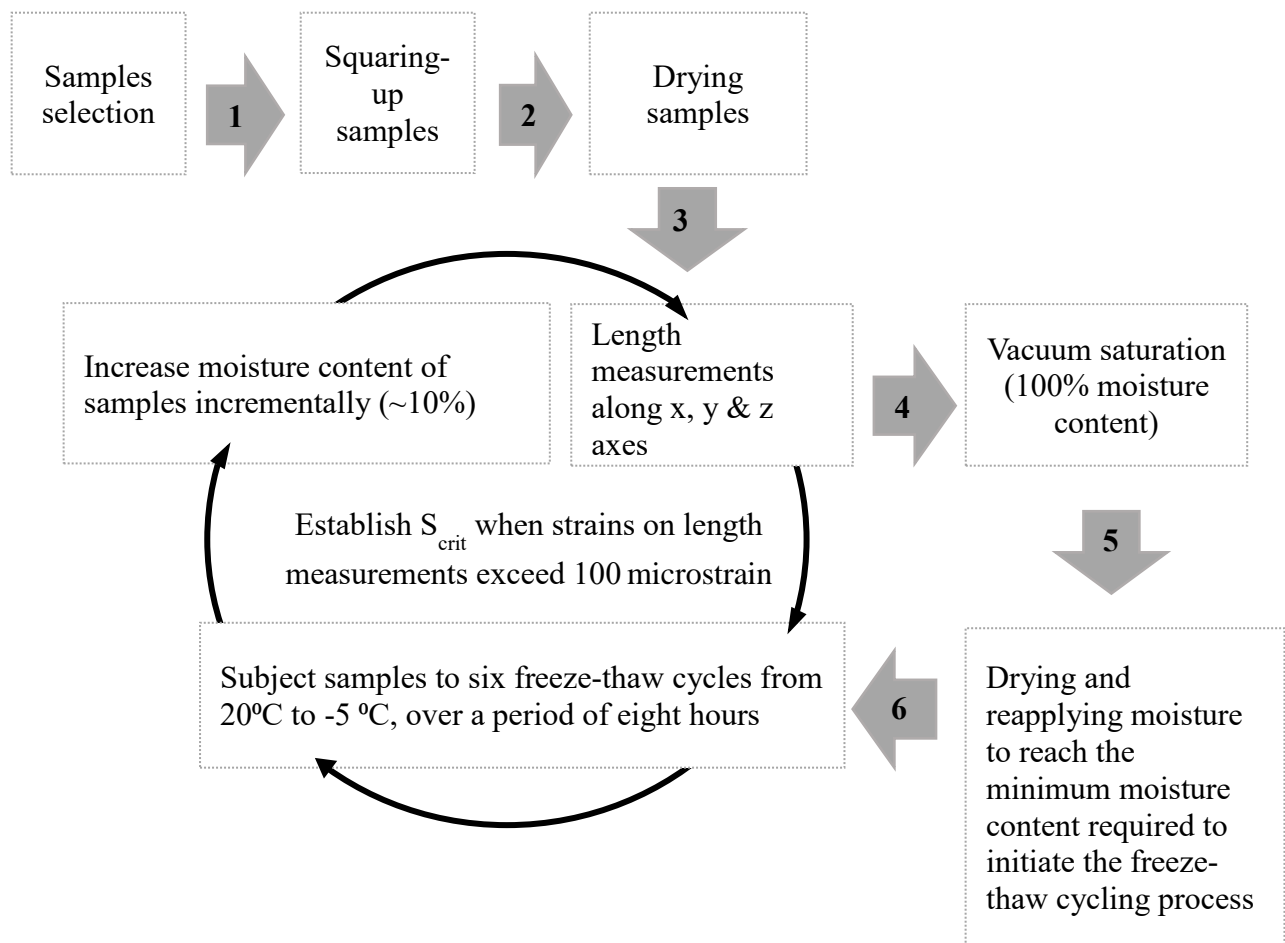 Samples
selection
1
Squaring-
up
samples
2
Drying
samples
3
Increase moisture content of
samples incrementally (~10%)
Length
measurements
along x, y & z
axes
4
Vacuum saturation
(100% moisture
content)
Establish Scrit when strains on length
measurements exceed 100 microstrain
5
Subject samples to six freeze-thaw cycles from
20⁰C to -5 ⁰C, over a period of eight hours
6
Drying and
reapplying moisture
to reach the
minimum moisture
content required to
initiate the freeze-
thaw cycling process